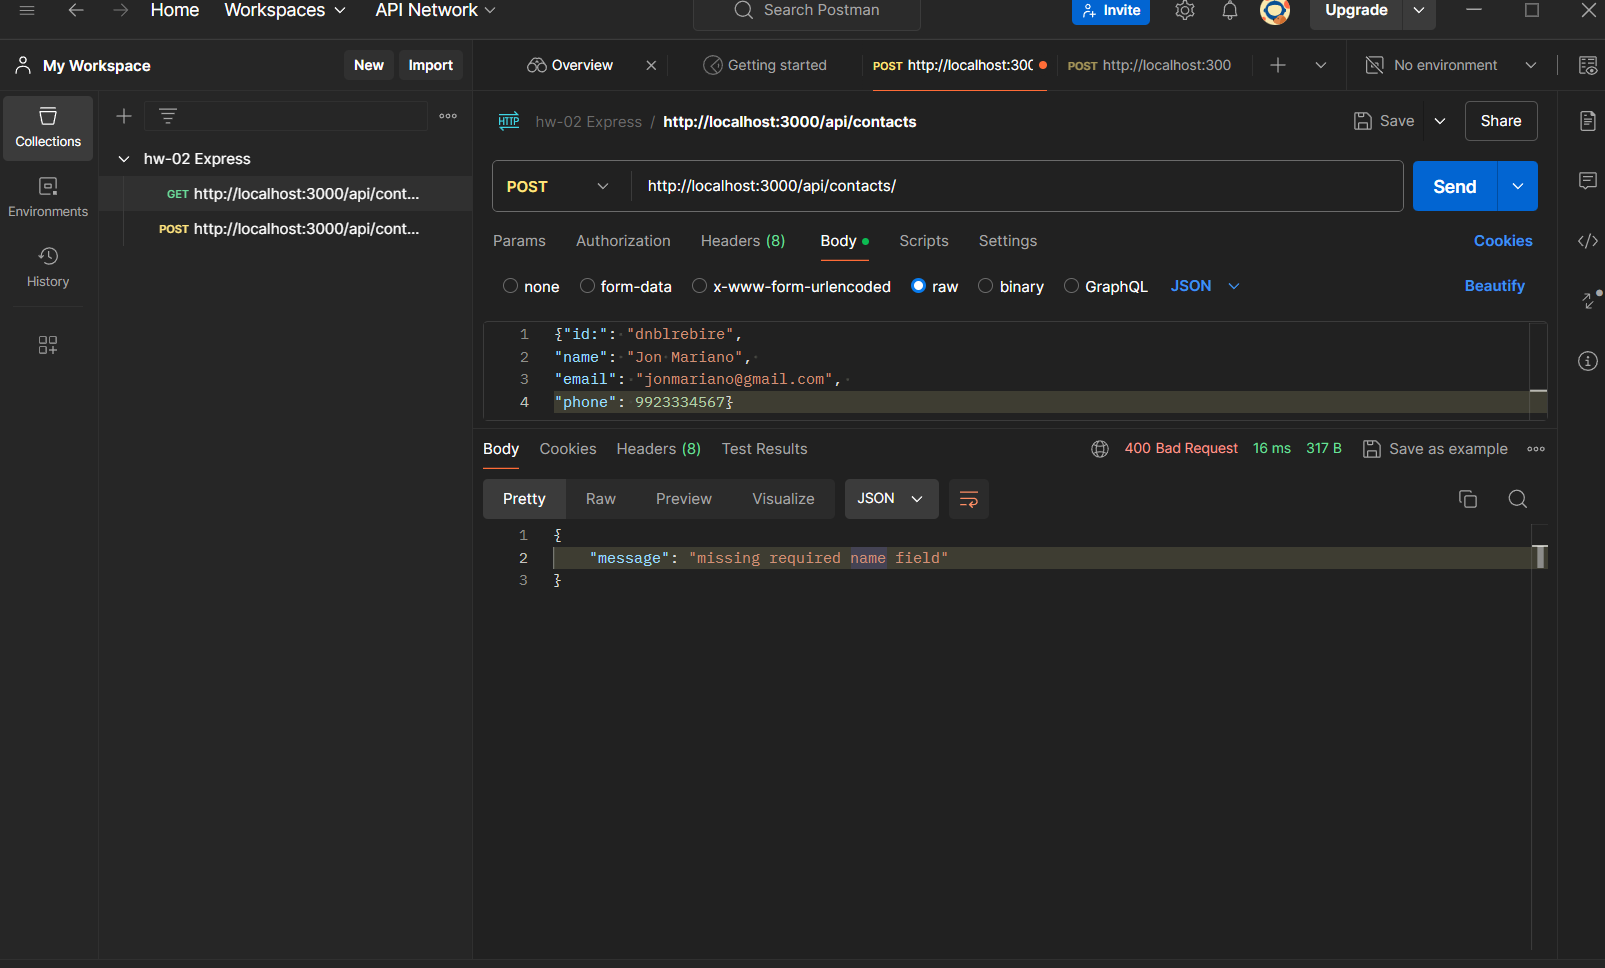 Home Workspaces API Network Search Postman Invite Upgrade
My Workspace New Import Overview Getting started POST http://localhost:300 POST http://localhost:300 No environment
Collections
Environments
History
hw-02 Express
GET http://localhost:3000/api/cont...
POST http://localhost:3000/api/cont...
HTTP hw-02 Express / http://localhost:3000/api/contacts Save Share
POST http://localhost:3000/api/contacts/ Send
Params Authorization Headers (8) Body Scripts Settings Cookies
none form-data x-www-form-urlencoded raw binary GraphQL JSON Beautify
1 {"id:": "dnblrebire",
2 "name": "Jon Mariano",
3 "email": "jonmariano@gmail.com",
4 "phone": 9923334567}
Body Cookies Headers (8) Test Results 400 Bad Request 16 ms 317 B Save as example
Pretty Raw Preview Visualize JSON
1 {
2 "message": "missing required name field"
3 }